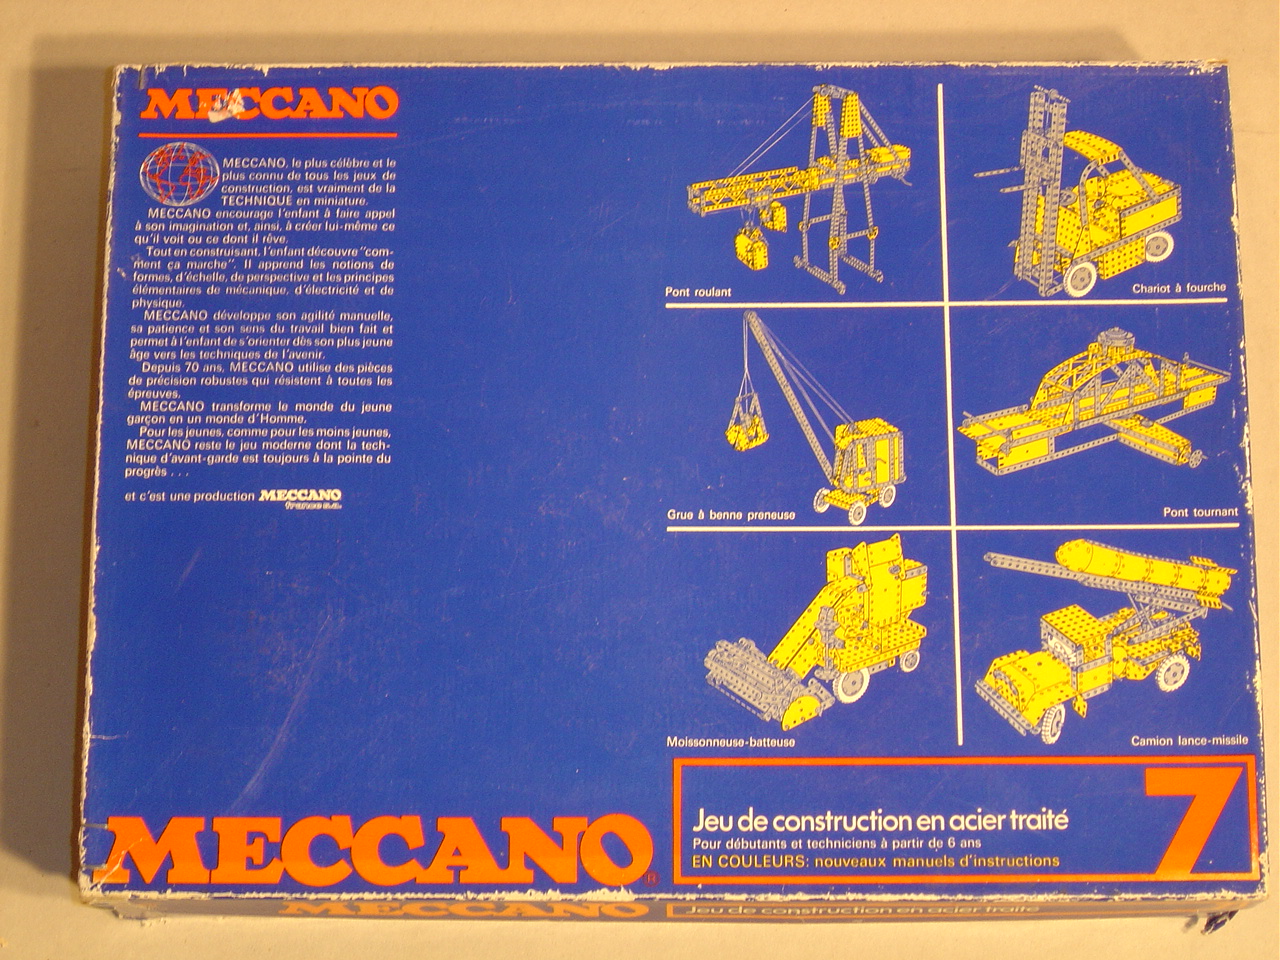 MECCANO
MECCANO, le plus célèbre et le
plus connu de tous les jeux de
construction, est vraiment de la
TECHNIQUE en miniature.
MECCANO encourage l'enfant à faire appel
à son imagination et, ainsi, à créer lui-même ce
qu'il voit ou ce dont il rêve.
Tout en construisant, l'enfant découvre "com-
ment ça marche". Il apprend les notions de
formes, d'échelle, de perspective et les principes
élémentaires de mécanique, d'électricité et de
physique.
MECCANO développe son agilité manuelle,
sa patience et son sens du travail bien fait et
permet à l'enfant de s'orienter dès son plus jeune
âge vers les techniques de l'avenir.
Depuis 70 ans, MECCANO utilise des pièces
de précision robustes qui résistent à toutes les
épreuves.
MECCANO transforme le monde du jeune
garçon en un monde d'Homme.
Pour les jeunes, comme pour les moins jeunes,
MECCANO reste le jeu moderne dont la tech-
nique d'avant-garde est toujours à la pointe du
progrès . . .
et c'est une production MECCANO
france s.a.
Pont roulant
Chariot à fourche
Grue à benne preneuse
Pont tournant
Moissonneuse-batteuse
Camion lance-missile
MECCANO®
Jeu de construction en acier traité
Pour débutants et techniciens à partir de 6 ans
EN COULEURS: nouveaux manuels d'instructions
7
MECCANO
Jeu de construction en acier traité